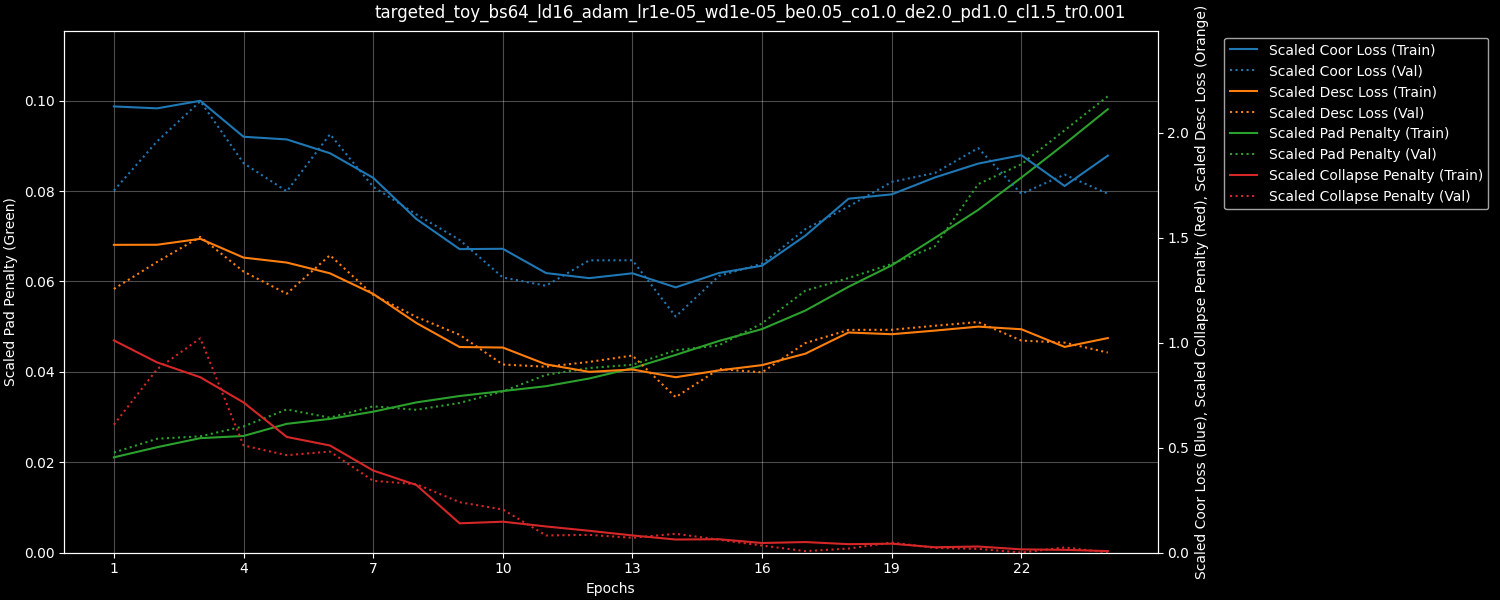 targeted_toy_bs64_ld16_adam_lr1e-05_wd1e-05_be0.05_co1.0_de2.0_pd1.0_cl1.5_tr0.001
Scaled Pad Penalty (Green)
0.10
0.08
0.06
0.04
0.02
0.00
1
4
7
10
13
16
19
22
Epochs
2.0
1.5
1.0
0.5
0.0
Scaled Coor Loss (Blue), Scaled Collapse Penalty (Red), Scaled Desc Loss (Orange)
Scaled Coor Loss (Train)
Scaled Coor Loss (Val)
Scaled Desc Loss (Train)
Scaled Desc Loss (Val)
Scaled Pad Penalty (Train)
Scaled Pad Penalty (Val)
Scaled Collapse Penalty (Train)
Scaled Collapse Penalty (Val)